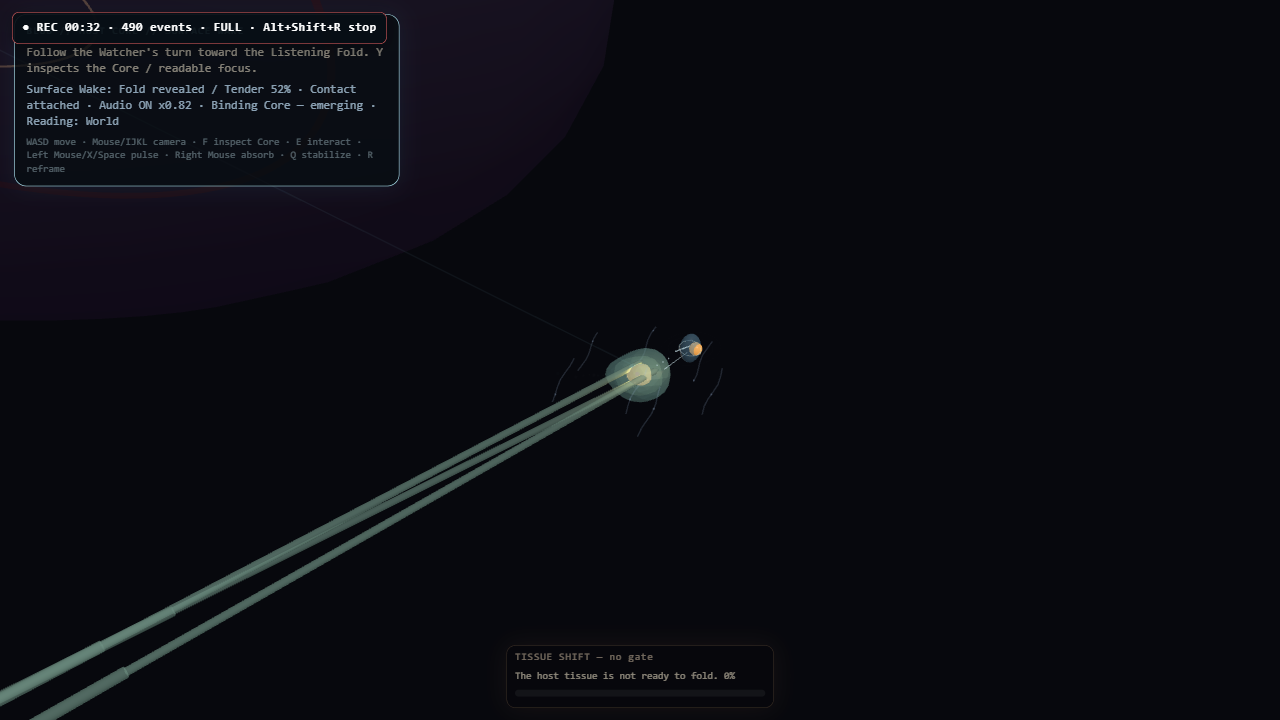 ● REC 00:32 · 490 events · FULL · Alt+Shift+R stop
Follow the Watcher's turn toward the Listening Fold. Y
inspects the Core / readable focus.
Surface Wake: Fold revealed / Tender 52% · Contact
attached · Audio ON x0.82 · Binding Core — emerging ·
Reading: World
WASD move · Mouse/IJKL camera · F inspect Core · E interact ·
Left Mouse/X/Space pulse · Right Mouse absorb · Q stabilize · R
reframe
TISSUE SHIFT — no gate
The host tissue is not ready to fold. 0%